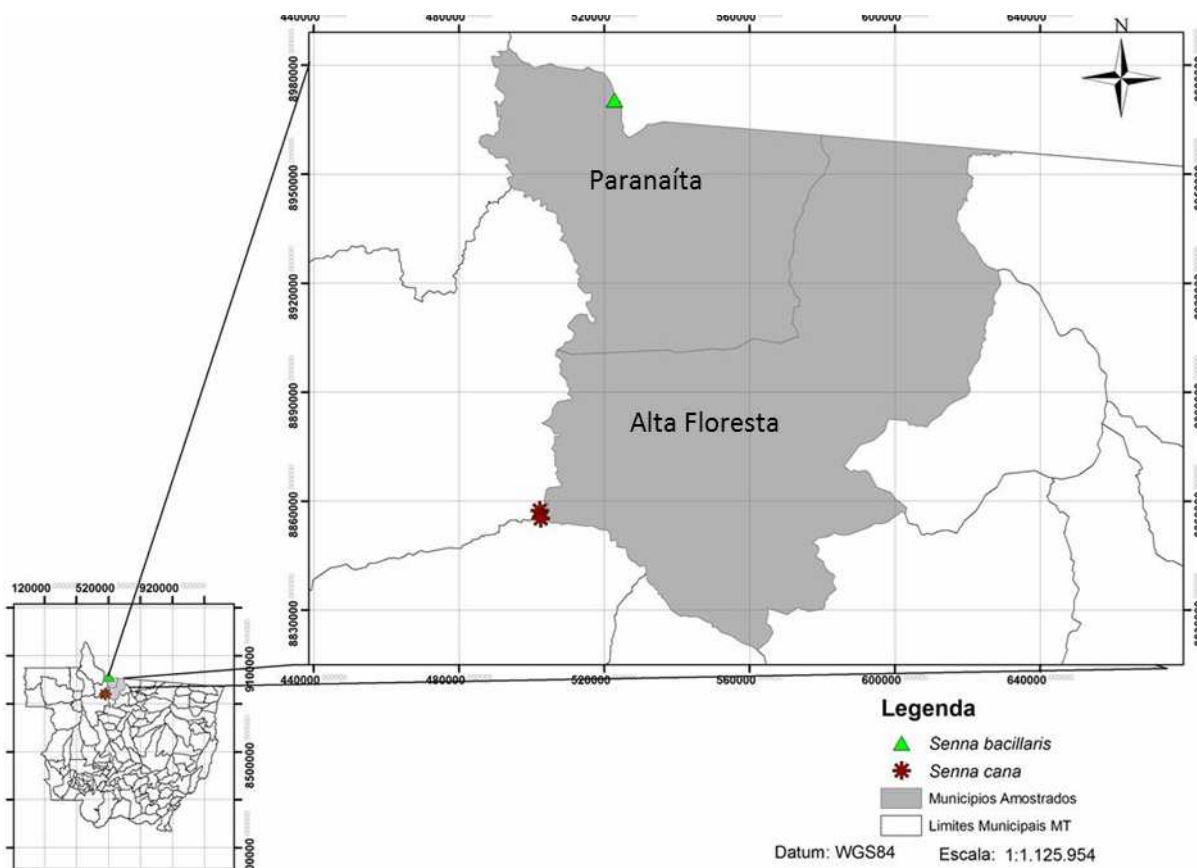 440000 480000 520000 560000 600000 640000
N
8980000
8950000
8920000
8890000
8860000
8830000
Paranaíta
Alta Floresta
440000 480000 520000 560000 600000 640000
120000 520000 920000
9100000
8500000
Legenda
Senna bacillaris
Senna cana
Municipios Amostrados
Limites Municipais MT
Datum: WGS84 Escala: 1:1.125.954